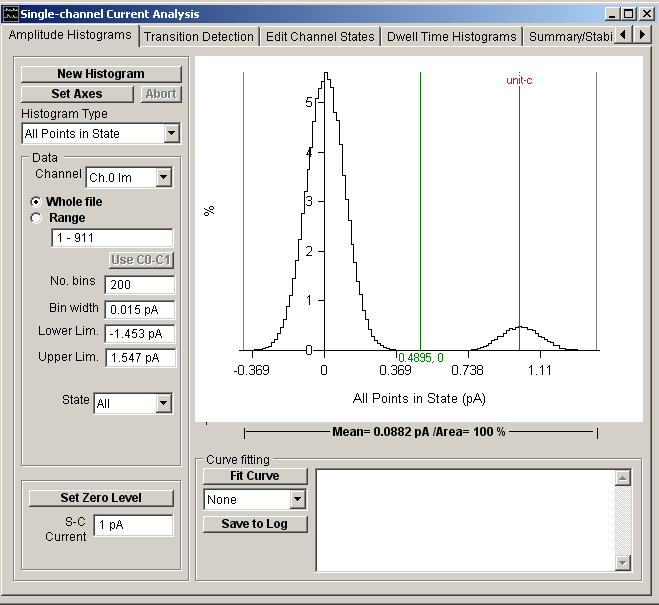 Single-channel Current Analysis
Amplitude Histograms Transition Detection Edit Channel States Dwell Time Histograms Summary/Stabi
New Histogram
Set Axes Abort
Histogram Type
All Points in State
Data
Channel Ch.0 Im
Whole file
Range
1 - 911
Use C0-C1
No. bins 200
Bin width 0.015 pA
Lower Lim. -1.453 pA
Upper Lim. 1.547 pA
State All
Set Zero Level
S-C Current 1 pA
unit-c
5
4
3
%
2
1
0
0.4895, 0
-0.369 0 0.369 0.738 1.11
All Points in State (pA)
Mean= 0.0882 pA /Area= 100 %
Curve fitting
Fit Curve
None
Save to Log